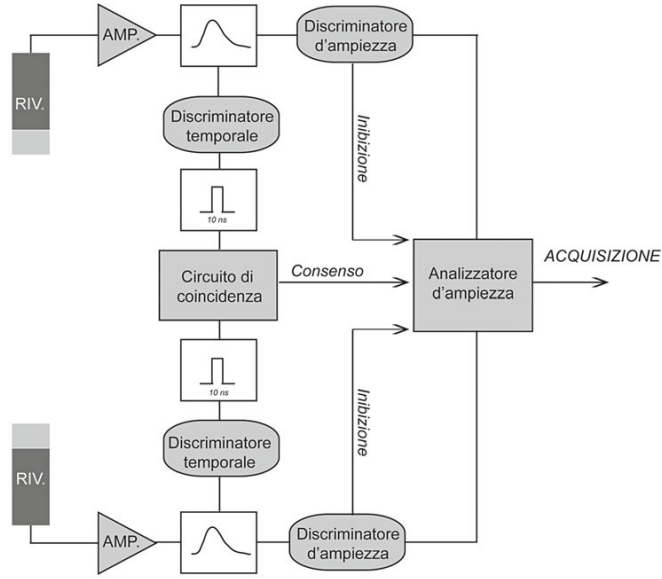 AMP.
Discriminatore
d'ampiezza
RIV.
Discriminatore
temporale
Inibizione
10 ns
Circuito di
coincidenza
Consenso
Analizzatore
d'ampiezza
ACQUISIZIONE
10 ns
Inibizione
Discriminatore
temporale
RIV.
AMP.
Discriminatore
d'ampiezza